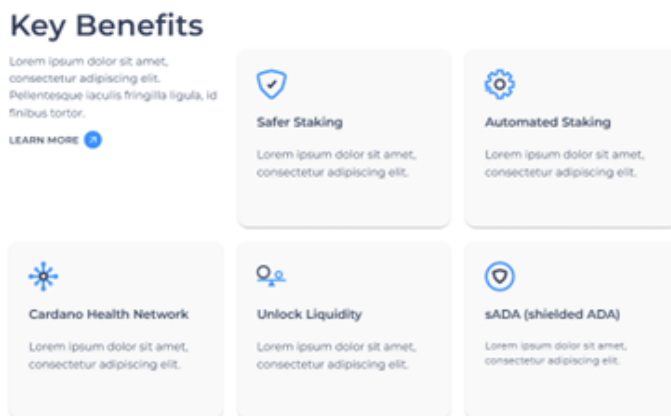 Key Benefits
Lorem ipsum dolor sit amet,
consectetur adipiscing elit.
Pellentesque iaculis fringilla ligula, id
finibus tortor.
LEARN MORE
Safer Staking
Lorem ipsum dolor sit amet,
consectetur adipiscing elit.
Automated Staking
Lorem ipsum dolor sit amet,
consectetur adipiscing elit.
Cardano Health Network
Lorem ipsum dolor sit amet,
consectetur adipiscing elit.
Unlock Liquidity
Lorem ipsum dolor sit amet,
consectetur adipiscing elit.
sADA (shielded ADA)
Lorem ipsum dolor sit amet,
consectetur adipiscing elit.